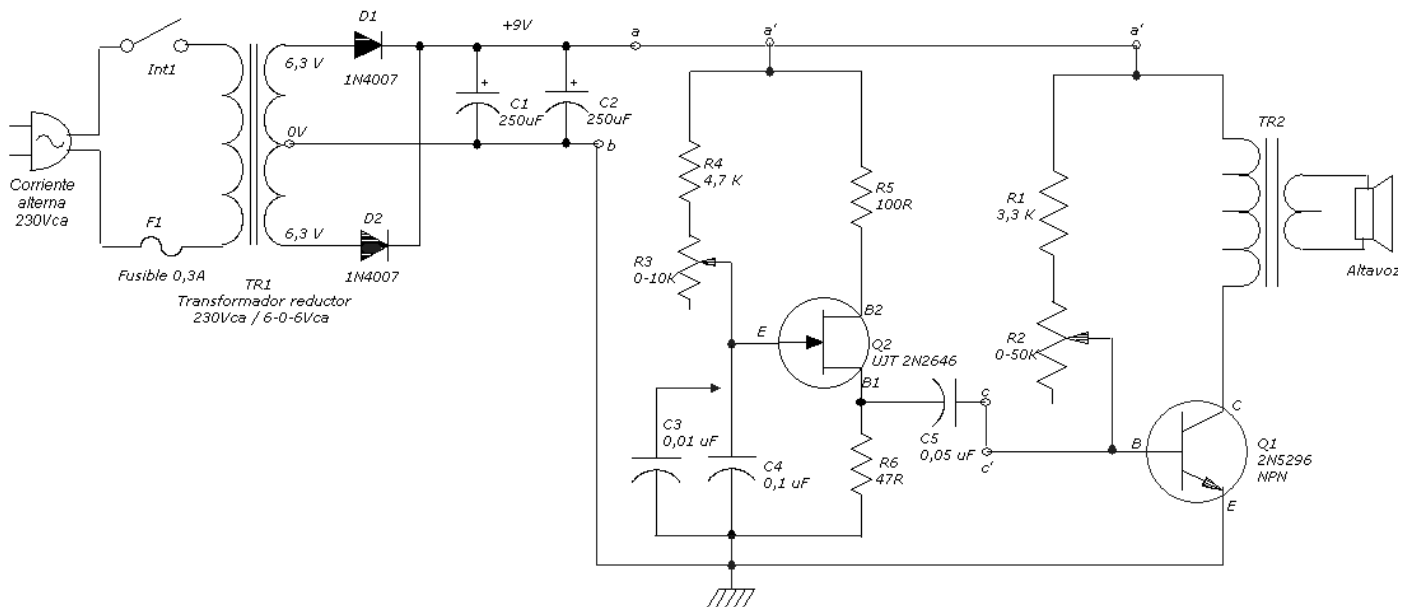 D1
+9V
a
a'
a'
Int1
6,3 V
1N4007
+
+
C1
250uF
C2
250uF
TR2
0V
b
R4
4,7 K
R5
100R
R1
3,3 K
Corriente
alterna
230Vca
F1
D2
6,3 V
1N4007
Fusible 0,3A
TR1
Transformador reductor
230Vca / 6-0-6Vca
R3
0-10K
Altavoz
B2
E
Q2
UJT 2N2646
B1
R2
0-50K
C3
0,01 uF
C4
0,1 uF
C5
0,05 uF
c
c'
R6
47R
C
B
Q1
2N5296
NPN
E